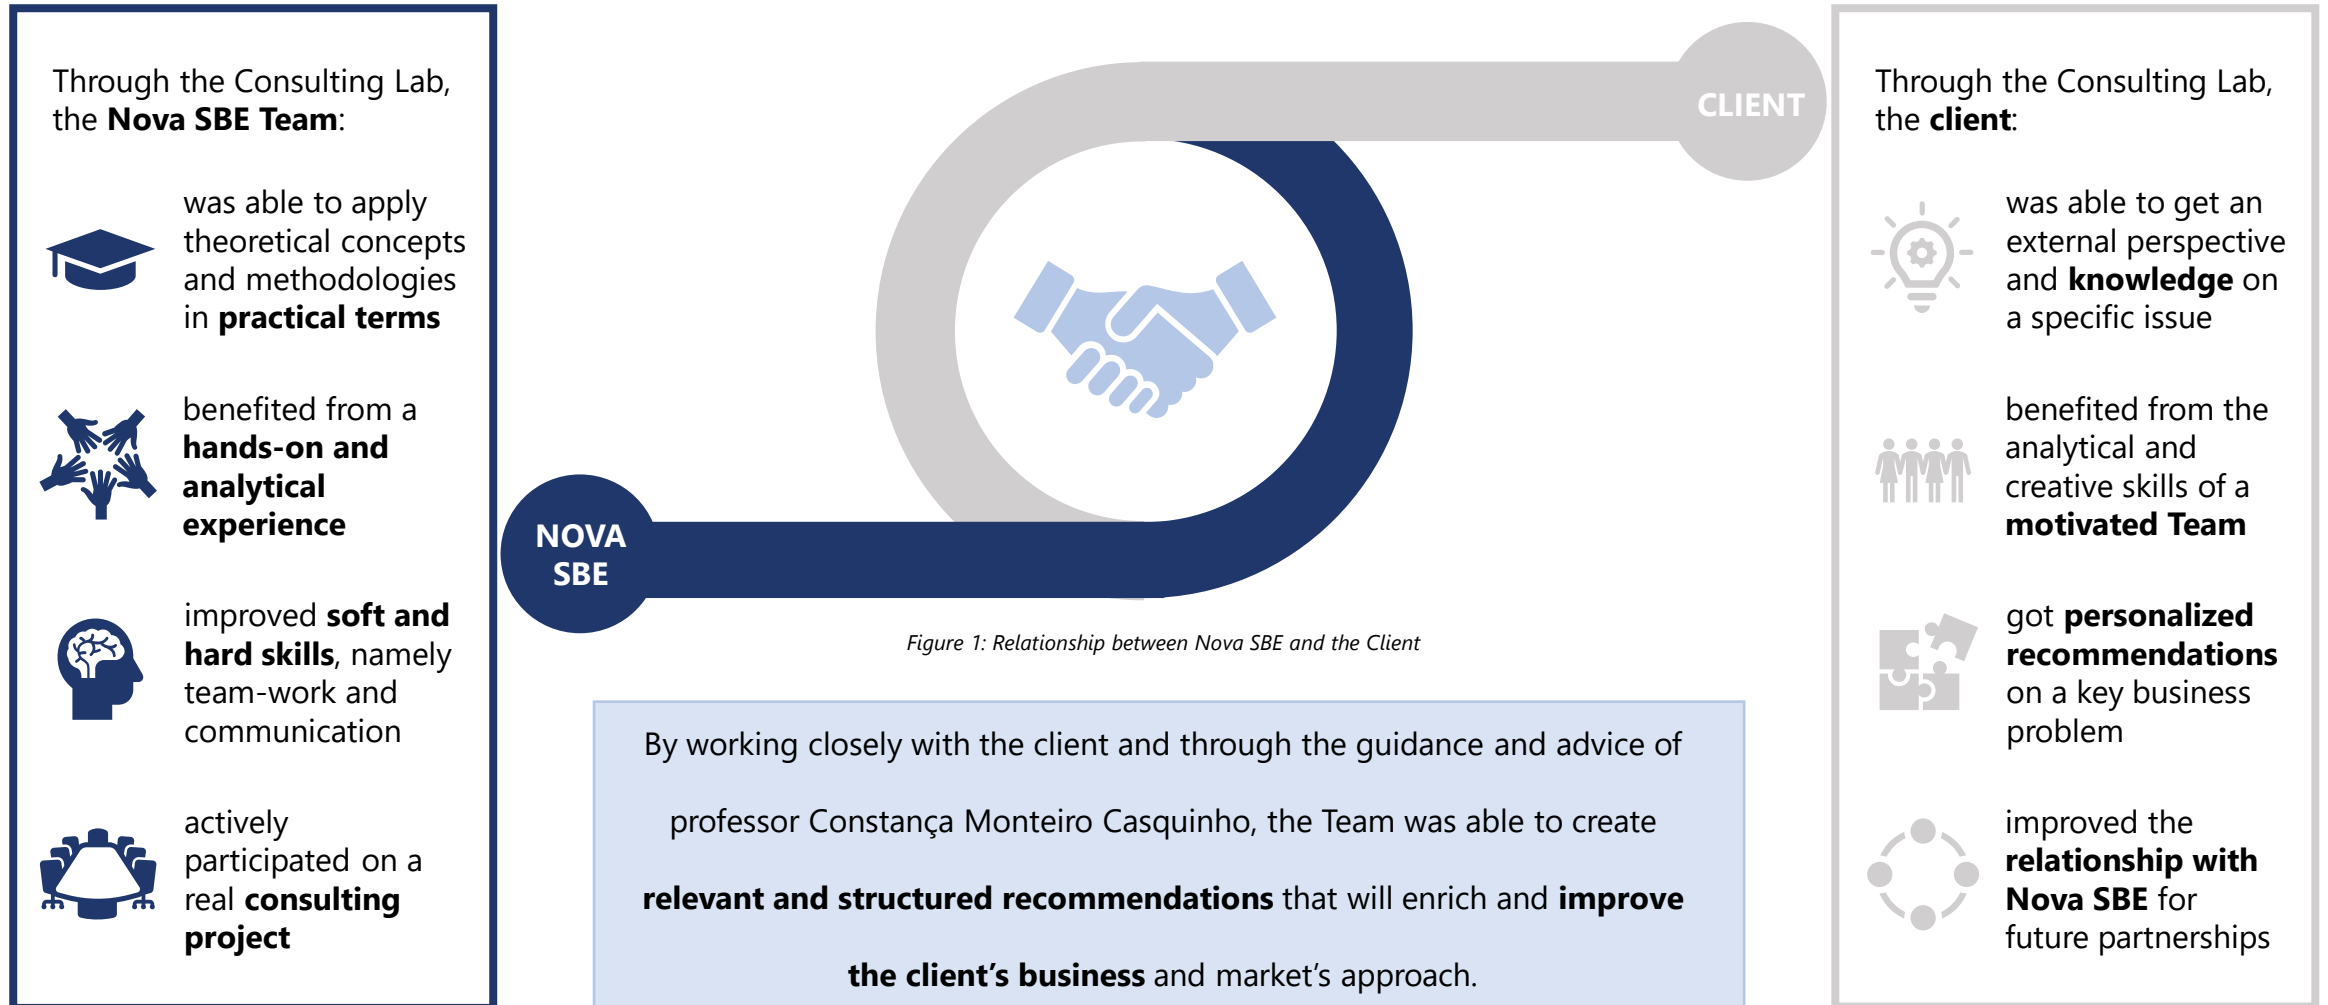 Through the Consulting Lab,
the Nova SBE Team:
was able to apply
theoretical concepts
and methodologies
in practical terms
benefited from a
hands-on and
analytical
experience
improved soft and
hard skills, namely
team-work and
communication
actively
participated on a
real consulting
project
NOVA
SBE
CLIENT
Figure 1: Relationship between Nova SBE and the Client
By working closely with the client and through the guidance and advice of
professor Constança Monteiro Casquinho, the Team was able to create
relevant and structured recommendations that will enrich and improve
the client’s business and market’s approach.
Through the Consulting Lab,
the client:
was able to get an
external perspective
and knowledge on
a specific issue
benefited from the
analytical and
creative skills of a
motivated Team
got personalized
recommendations
on a key business
problem
improved the
relationship with
Nova SBE for
future partnerships